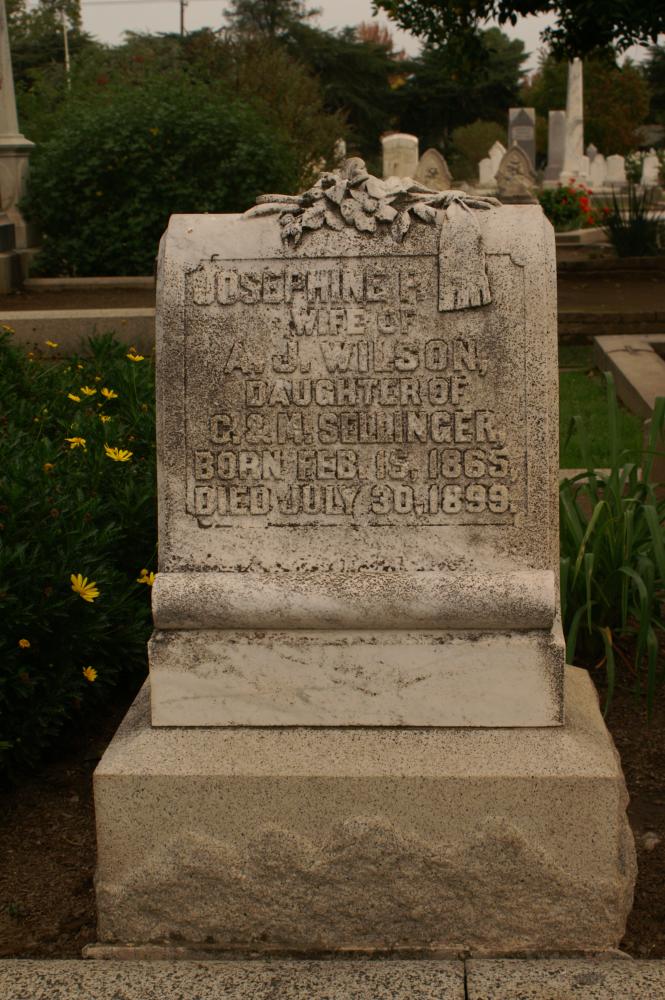 JOSEPHINE F.
WIFE OF
A. J. WILSON,
DAUGHTER OF
C. & M. SELLINGER,
BORN FEB. 15, 1865,
DIED JULY 30, 1899.